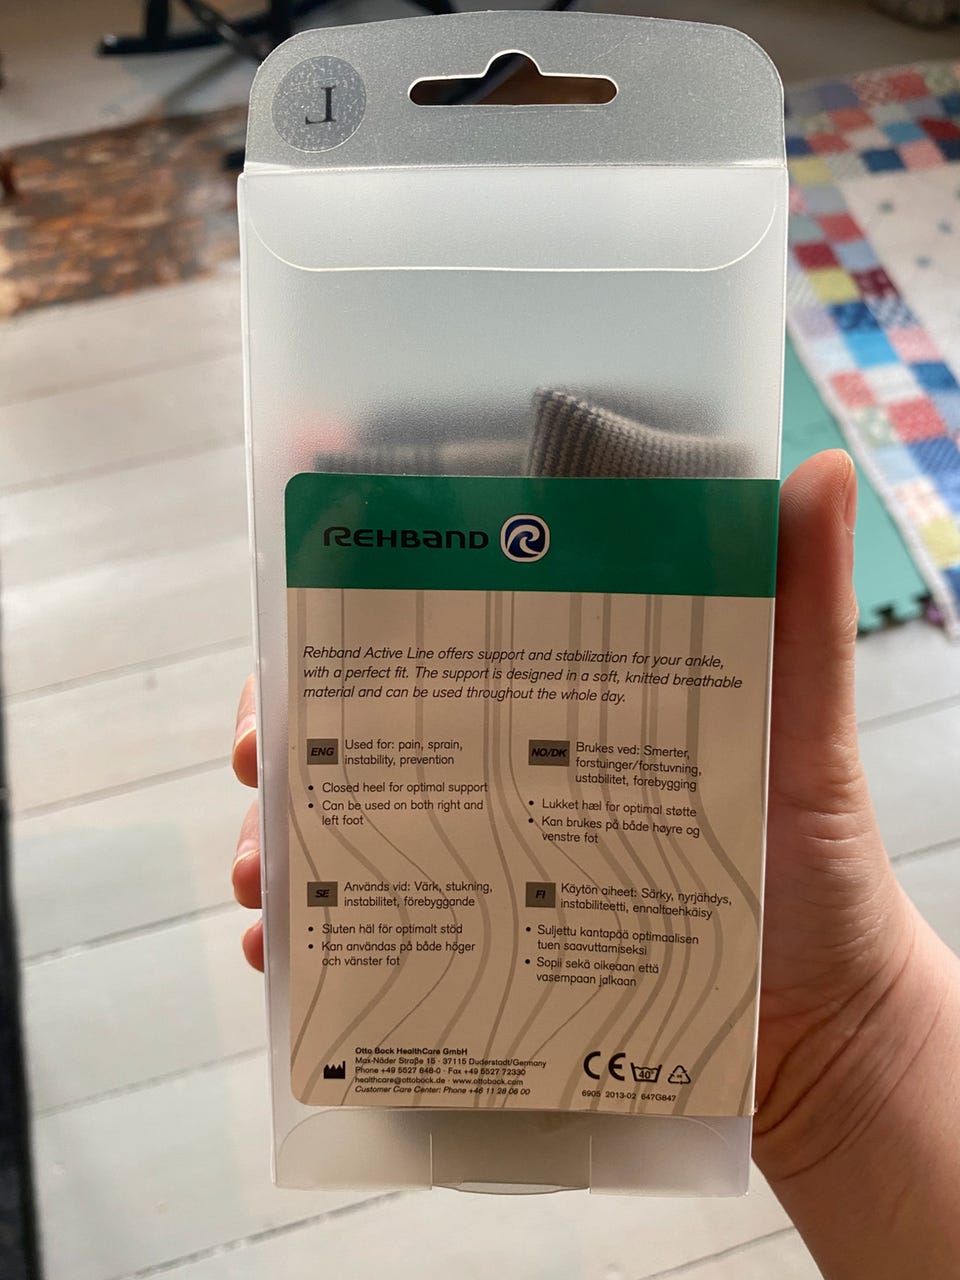 L
REHBAND
Rehband Active Line offers support and stabilization for your ankle,
with a perfect fit. The support is designed in a soft, knitted breathable
material and can be used throughout the whole day.
ENG Used for: pain, sprain,
instability, prevention
• Closed heel for optimal support
• Can be used on both right and
left foot
NO/DK Brukes ved: Smerter,
forstuinger/forstuvning,
ustabilitet, forebygging
• Lukket hæl for optimal støtte
• Kan brukes på både høyre og
venstre fot
SE Används vid: Värk, stukning,
instabilitet, förebyggande
• Sluten häl för optimalt stöd
• Kan användas på både höger
och vänster fot
FI Käytön aiheet: Särky, nyrjähdys,
instabiliteetti, ennaltaehkäisy
• Suljettu kantapää optimaalisen
tuen saavuttamiseksi
• Sopii sekä oikeaan että
vasempaan jalkaan
Otto Bock HealthCare GmbH
Max-Näder Straße 15 · 37115 Duderstadt/Germany
Phone +49 5527 848-0 · Fax +49 5527 72330
healthcare@ottobock.de · www.ottobock.com
Customer Care Center: Phone +46 11 28 06 00
CE 40°
6905 2013-02 647G847